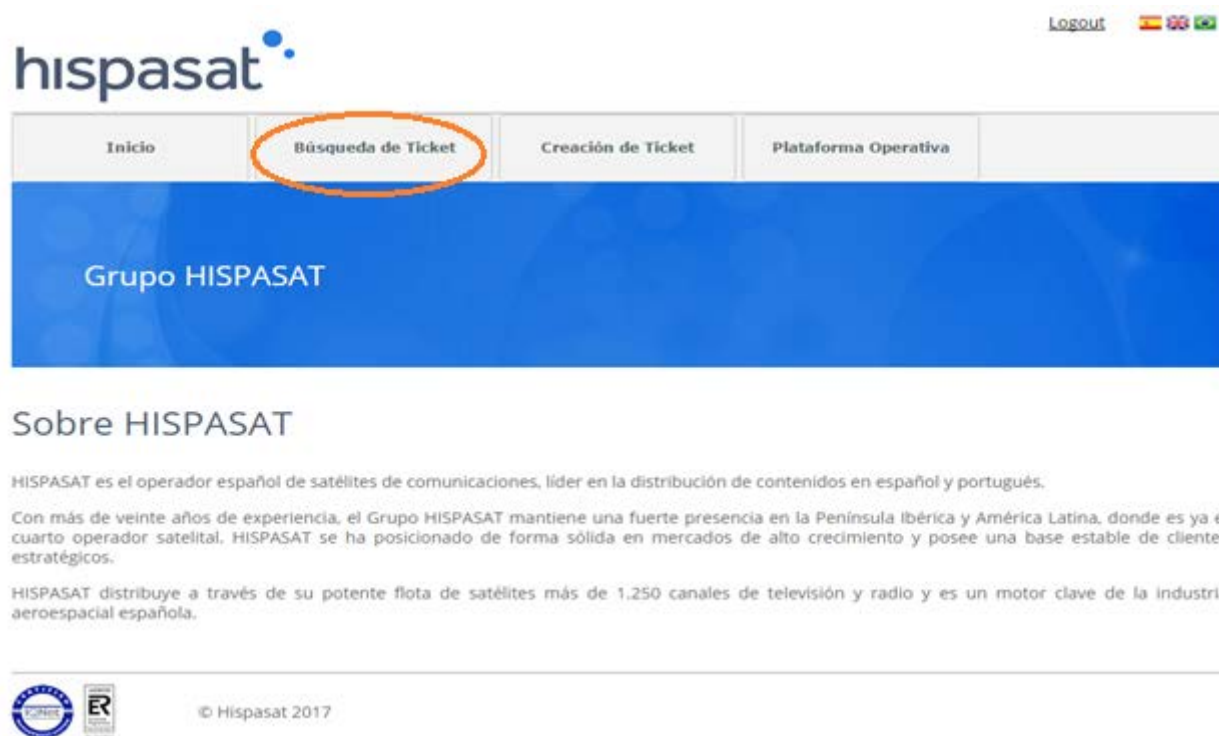 Logout
hispasat
Inicio
Búsqueda de Ticket
Creación de Ticket
Plataforma Operativa
Grupo HISPASAT
Sobre HISPASAT
HISPASAT es el operador español de satélites de comunicaciones, líder en la distribución de contenidos en español y portugués.
Con más de veinte años de experiencia, el Grupo HISPASAT mantiene una fuerte presencia en la Península Ibérica y América Latina, donde es ya e
cuarto operador satelital. HISPASAT se ha posicionado de forma sólida en mercados de alto crecimiento y posee una base estable de cliente
estratégicos.
HISPASAT distribuye a través de su potente flota de satélites más de 1.250 canales de televisión y radio y es un motor clave de la industri
aeroespacial española.
IQNet
ER
© Hispasat 2017